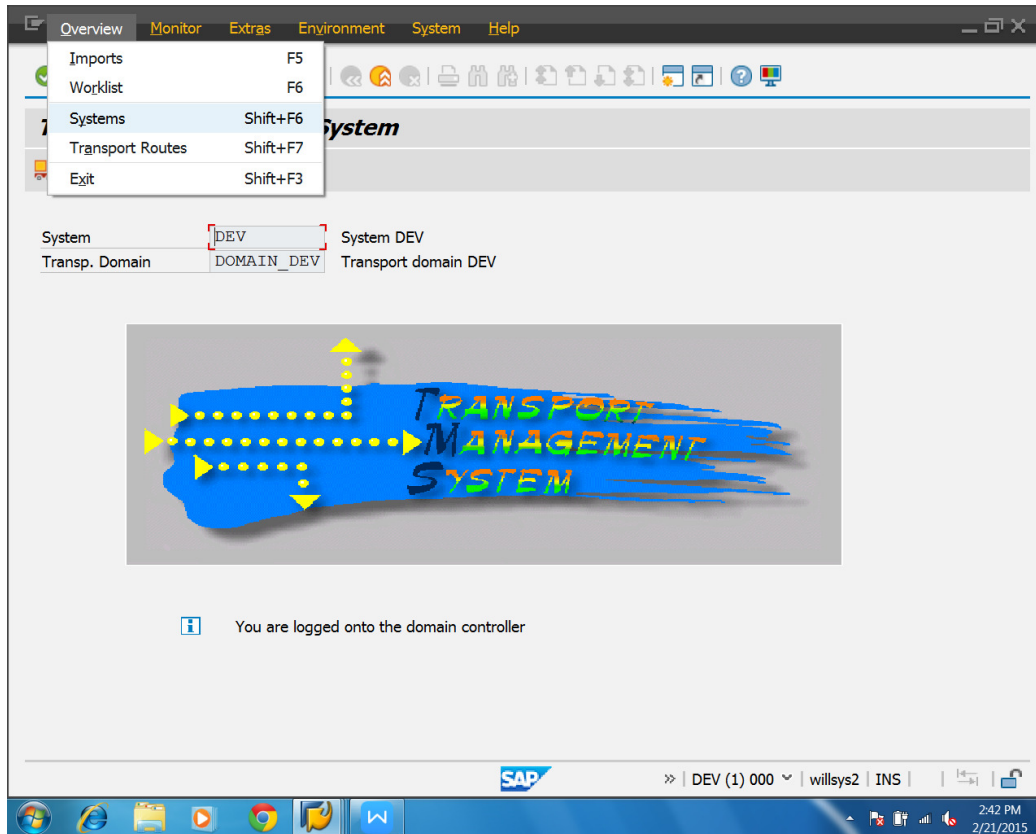 Overview Monitor Extras Environment System Help
Imports F5
Worklist F6
Systems Shift+F6
Transport Routes Shift+F7
Exit Shift+F3
System
System DEV System DEV
Transp. Domain DOMAIN_DEV Transport domain DEV
TRANSPORT
MANAGEMENT
SYSTEM
You are logged onto the domain controller
SAP » | DEV (1) 000 | willsys2 | INS |
2:42 PM
2/21/2015